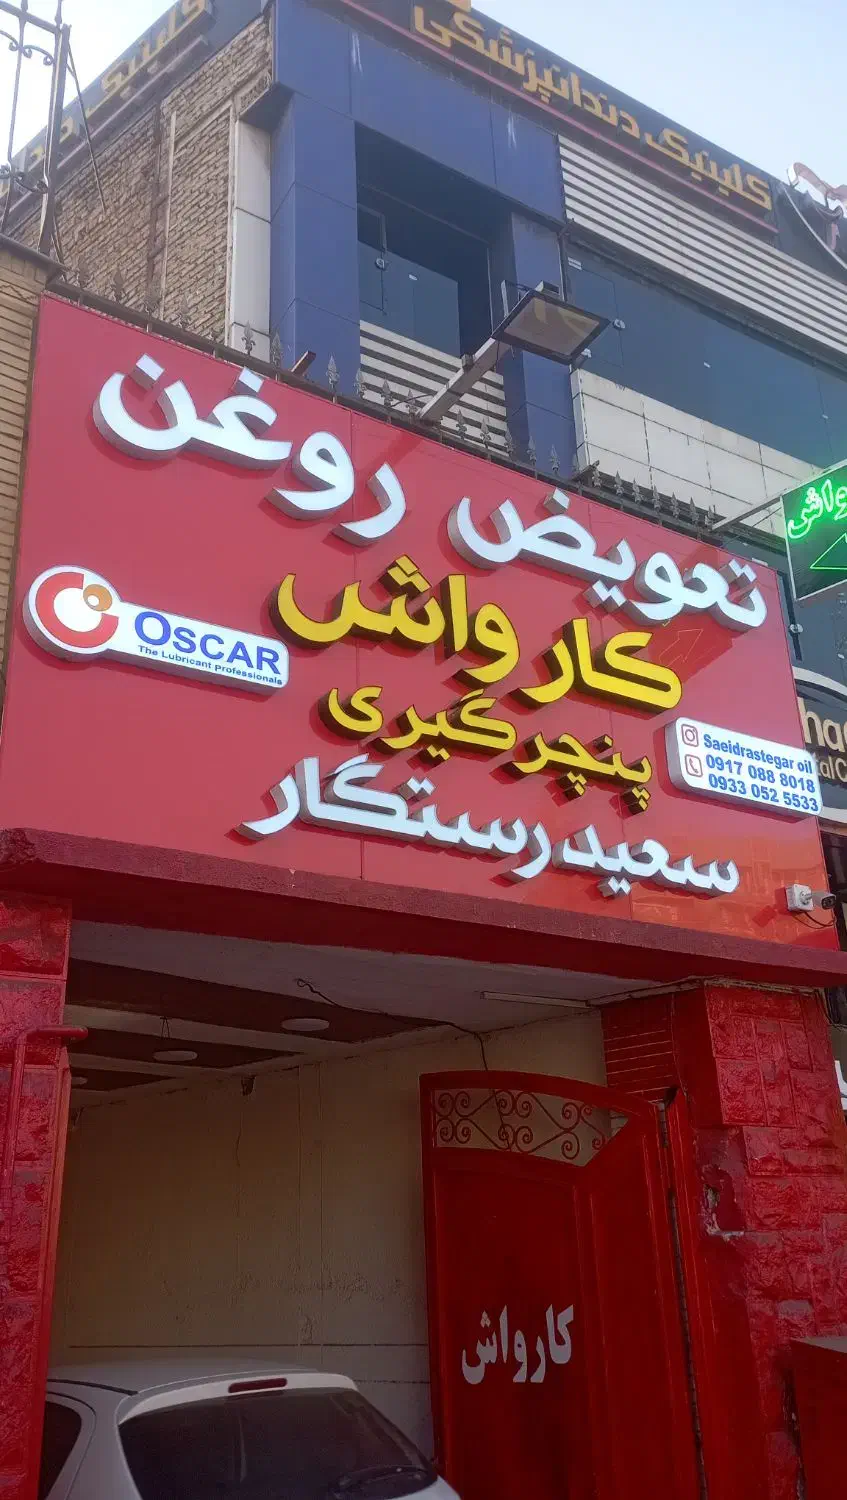 کلینیک دندانپزشکی
تعویض روغن
کارواش
پنچرگیری
سعید رستگار
OSCAR
The Lubricant Professionals
Saeidrastegar oil
0917 088 8018
0933 052 5533
کارواش